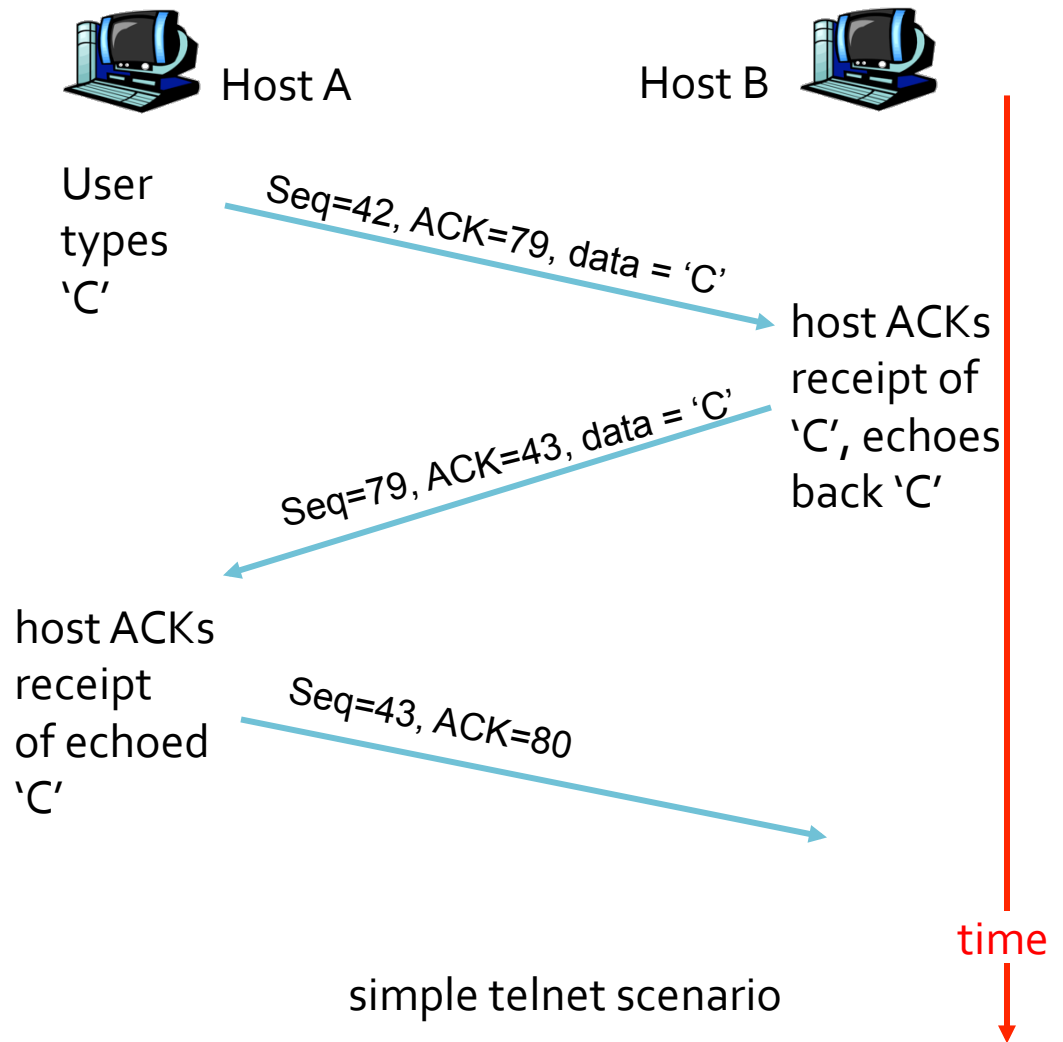 Host A
Host B
User
types
‘C’
Seq=42, ACK=79, data = ‘C’
host ACKs
receipt of
‘C’, echoes
back ‘C’
Seq=79, ACK=43, data = ‘C’
host ACKs
receipt
of echoed
‘C’
Seq=43, ACK=80
time
simple telnet scenario